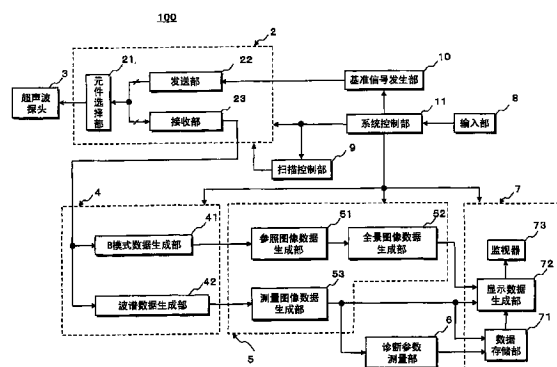 100
2
21
22
10
3
元件选择部
发送部
基准信号发生部
超声波
探头
23
11
8
接收部
系统控制部
输入部
9
扫描控制部
4
7
41
51
52
73
B模式数据生成部
参照图像数据
生成部
全景图像数据
生成部
监视器
72
42
53
波谱数据生成部
测量图像数据
生成部
显示数据
生成部
6
71
诊断参数
测量部
数据
存储部
5